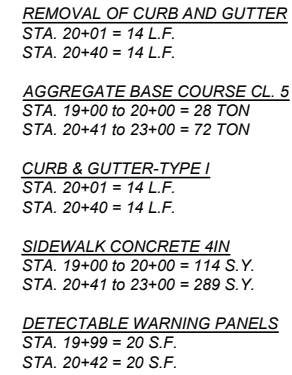 REMOVAL OF CURB AND GUTTER
STA. 20+01 = 14 L.F.
STA. 20+40 = 14 L.F.
AGGREGATE BASE COURSE CL. 5
STA. 19+00 to 20+00 = 28 TON
STA. 20+41 to 23+00 = 72 TON
CURB & GUTTER-TYPE I
STA. 20+01 = 14 L.F.
STA. 20+40 = 14 L.F.
SIDEWALK CONCRETE 4IN
STA. 19+00 to 20+00 = 114 S.Y.
STA. 20+41 to 23+00 = 289 S.Y.
DETECTABLE WARNING PANELS
STA. 19+99 = 20 S.F.
STA. 20+42 = 20 S.F.